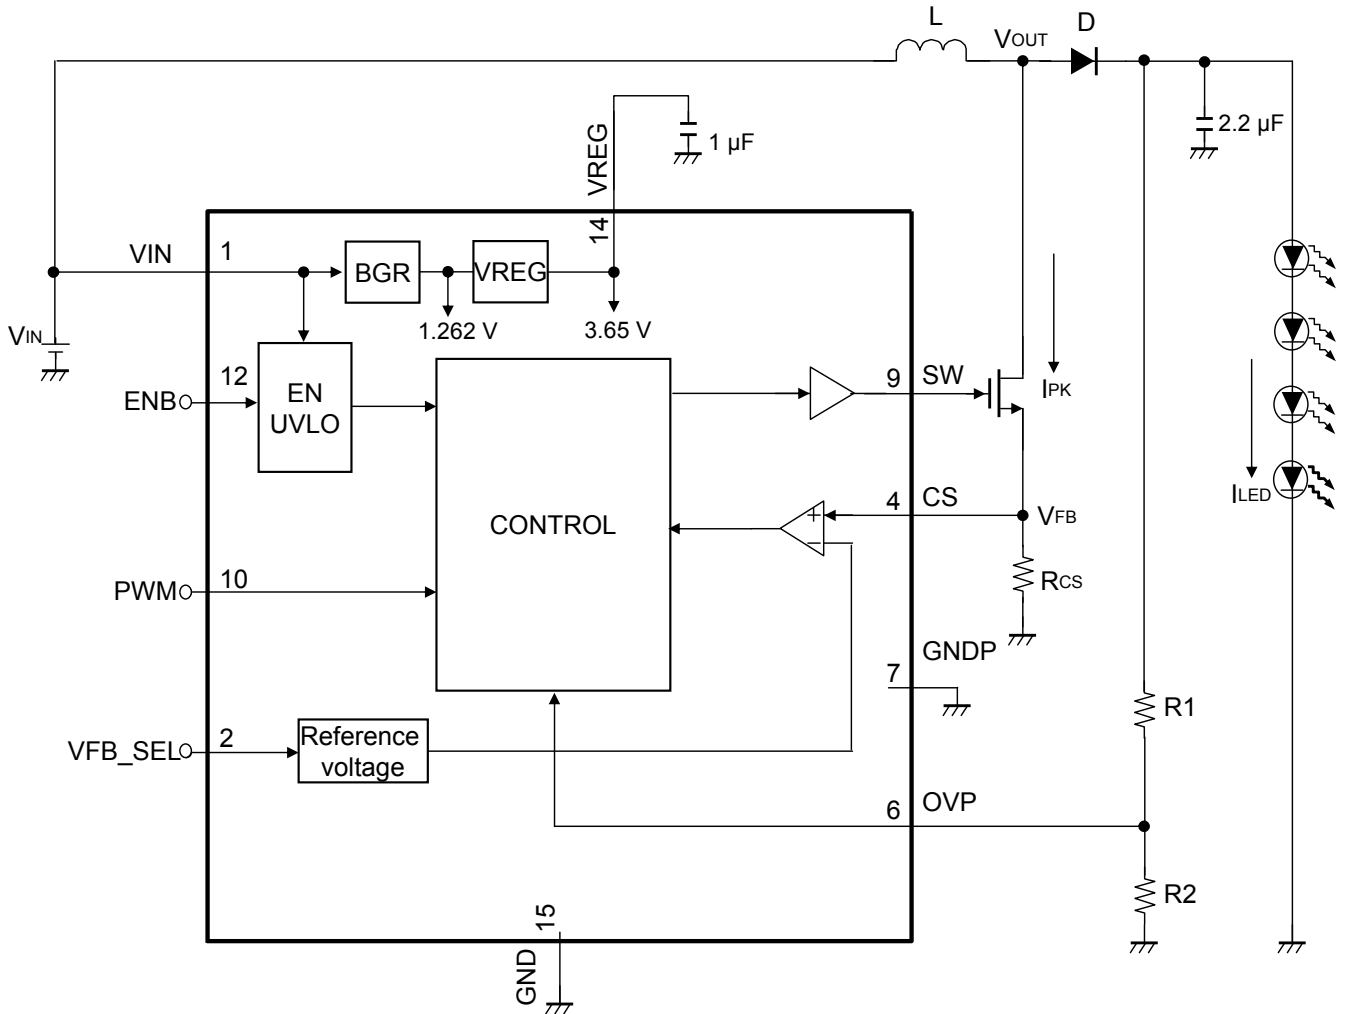 L
VOUT
D
2.2 µF
1 µF
VREG
14
VIN
1
BGR
VREG
1.262 V
3.65 V
VIN
12
ENB
EN
UVLO
9
SW
IPK
ILED
4
CS
VFB
CONTROL
RCS
PWM
10
GNDP
7
R1
VFB_SEL
2
Reference
voltage
6
OVP
R2
15
GND